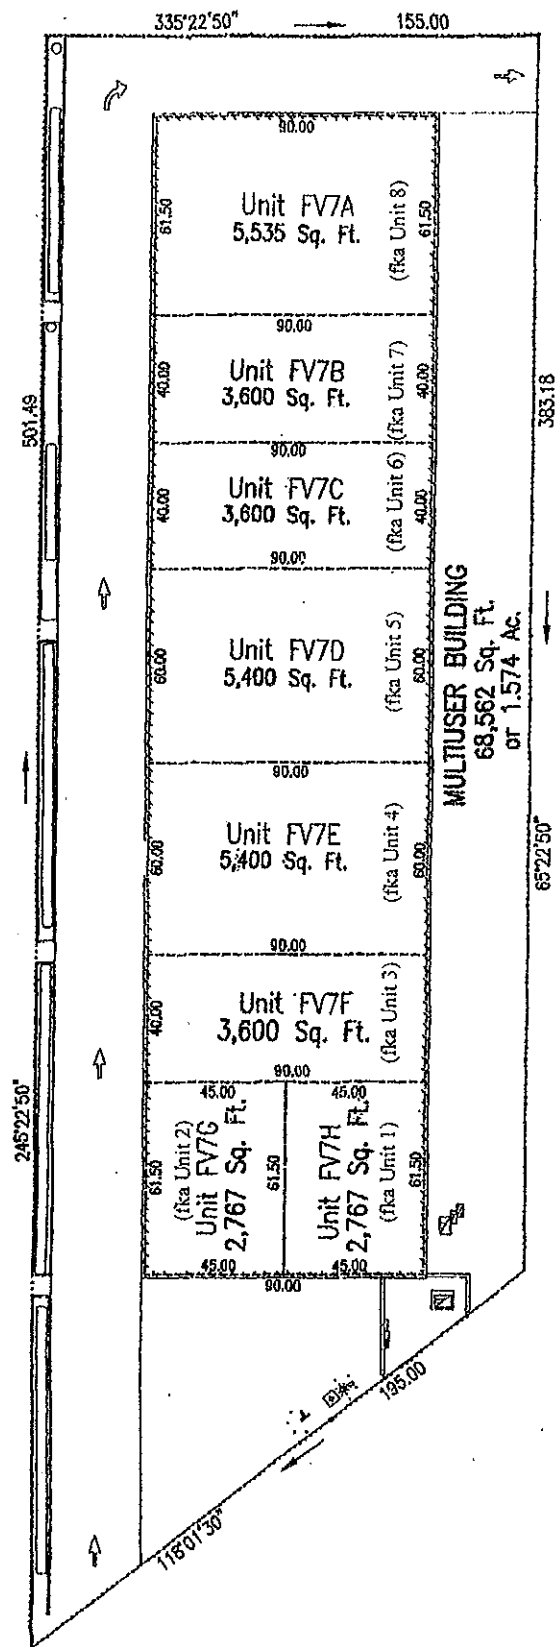 335°22'50"
155.00
90.00
61.50
Unit FV7A
5,535 Sq. Ft.
(fka Unit 8)
61.50
90.00
40.00
Unit FV7B
3,600 Sq. Ft.
(fka Unit 7)
40.00
501.49
383.18
90.00
40.00
Unit FV7C
3,600 Sq. Ft.
(fka Unit 6)
40.00
90.00
60.00
Unit FV7D
5,400 Sq. Ft.
(fka Unit 5)
60.00
MULTIUSER BUILDING
68,562 Sq. Ft.
or 1.574 Ac.
90.00
60.00
Unit FV7E
5,400 Sq. Ft.
(fka Unit 4)
60.00
65°22'50"
90.00
40.00
Unit FV7F
3,600 Sq. Ft.
(fka Unit 3)
90.00
245°22'50"
45.00
45.00
61.50
(fka Unit 2)
Unit FV7G
2,767 Sq. Ft.
61.50
Unit FV7H
2,767 Sq. Ft.
(fka Unit 1)
61.50
45.00
45.00
90.00
195.00
118°01'30"